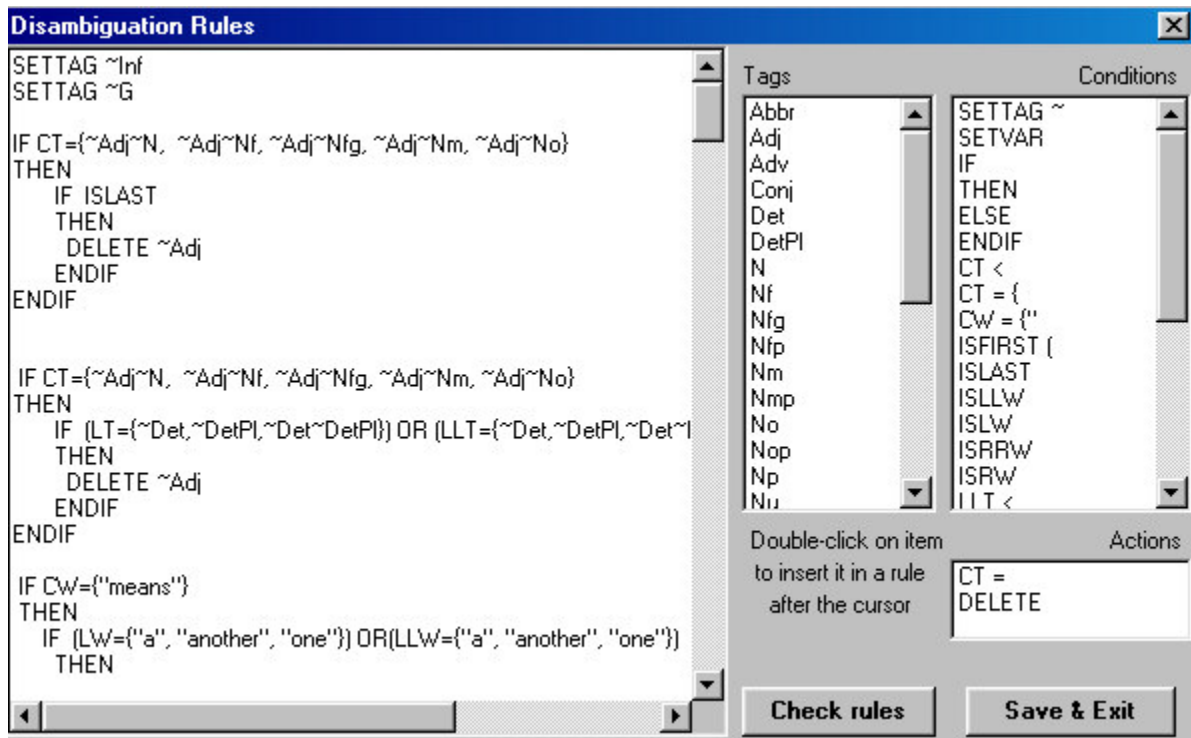 Disambiguation Rules
SETTAG ~Inf
SETTAG ~G
IF CT={~Adj~N, ~Adj~Nf, ~Adj~Nfg, ~Adj~Nm, ~Adj~No}
THEN
IF ISLAST
THEN
DELETE ~Adj
ENDIF
ENDIF
IF CT={~Adj~N, ~Adj~Nf, ~Adj~Nfg, ~Adj~Nm, ~Adj~No}
THEN
IF (LT={~Det,~DetPl,~Det~DetPl}) OR (LLT={~Det,~DetPl,~Det~
THEN
DELETE ~Adj
ENDIF
ENDIF
IF CW={"means"}
THEN
IF (LW={"a", "another", "one"}) OR(LLW={"a", "another", "one"})
THEN
Tags
Abbr
Adj
Adv
Conj
Det
DetPl
N
Nf
Nfg
Nfp
Nm
Nmp
No
Nop
Np
Nu
Conditions
SETTAG ~
SETVAR
IF
THEN
ELSE
ENDIF
CT <
CT = {
CW = {"
ISFIRST (
ISLAST
ISLLW
ISLW
ISRRW
ISRW
LLT <
Double-click on item
to insert it in a rule
after the cursor
Actions
CT =
DELETE
Check rules
Save & Exit